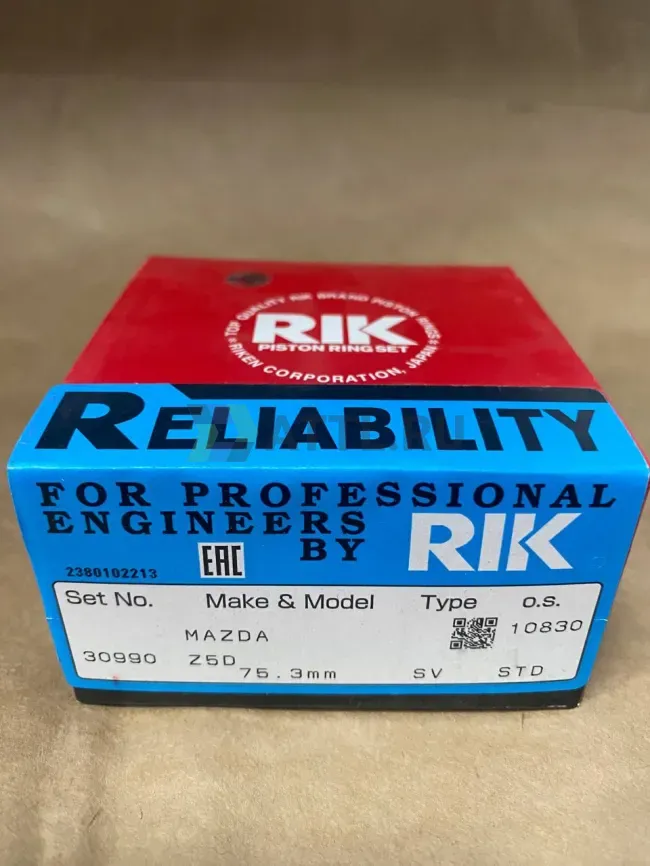 TOP QUALITY RIK BRAND PISTON RINGS
RIK
PISTON RING SET
RIKEN CORPORATION, JAPAN
RELIABILITY
FOR PROFESSIONAL
ENGINEERS
BY RIK
2380102213
EAC
Set No. Make & Model Type o.s.
MAZDA 10830
30990 Z5D 75.3mm SV STD